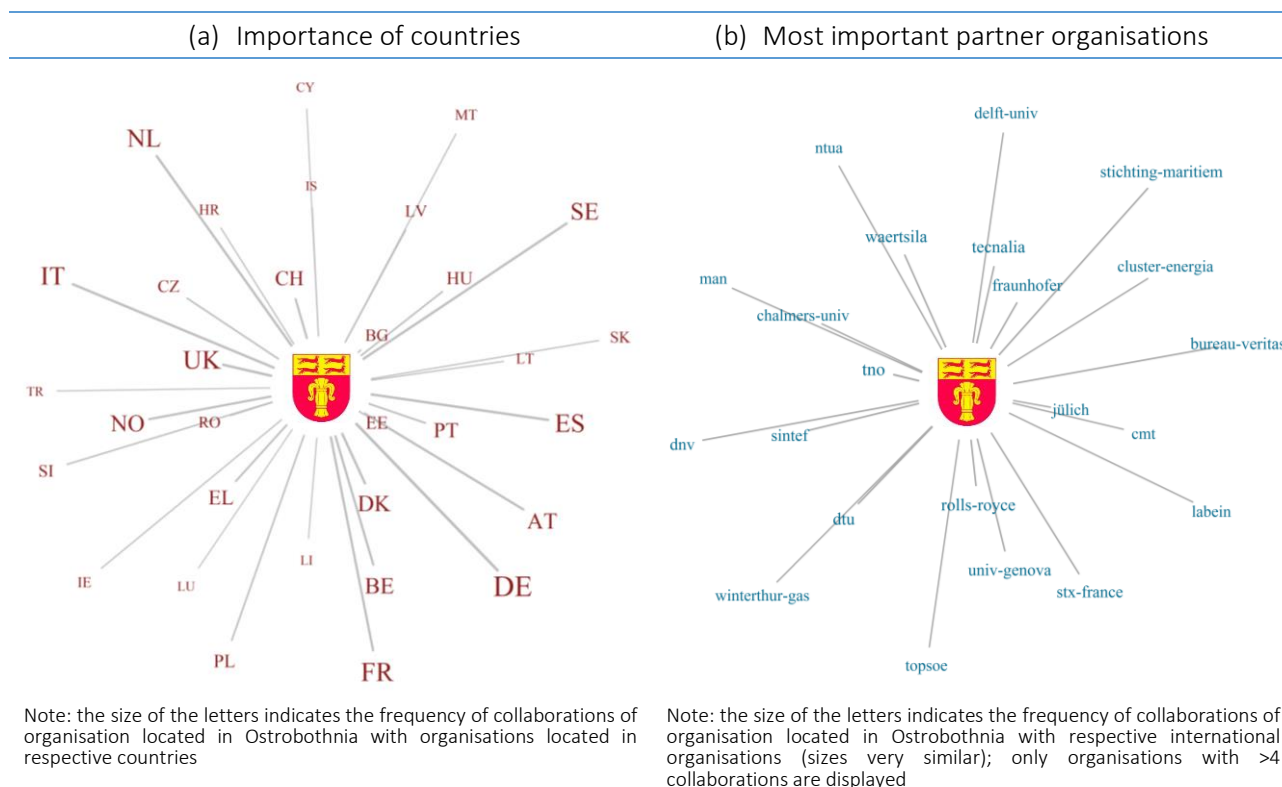 (a) Importance of countries
(b) Most important partner organisations
CY
MT
NL
IS
HR
LV
SE
IT
CZ
CH
HU
BG
SK
UK
LT
TR
NO
RO
EE
PT
ES
SI
EL
DK
AT
IE
LU
LI
BE
DE
PL
FR
delft-univ
ntua
stichting-maritiem
waertsila
tecnalia
cluster-energia
man
fraunhofer
chalmers-univ
bureau-veritas
tno
jülich
dnv
sintef
cmt
labein
dtu
rolls-royce
univ-genova
winterthur-gas
stx-france
topsoe
Note: the size of the letters indicates the frequency of collaborations of
organisation located in Ostrobothnia with organisations located in
respective countries
Note: the size of the letters indicates the frequency of collaborations of
organisation located in Ostrobothnia with respective international
organisations (sizes very similar); only organisations with >4
collaborations are displayed